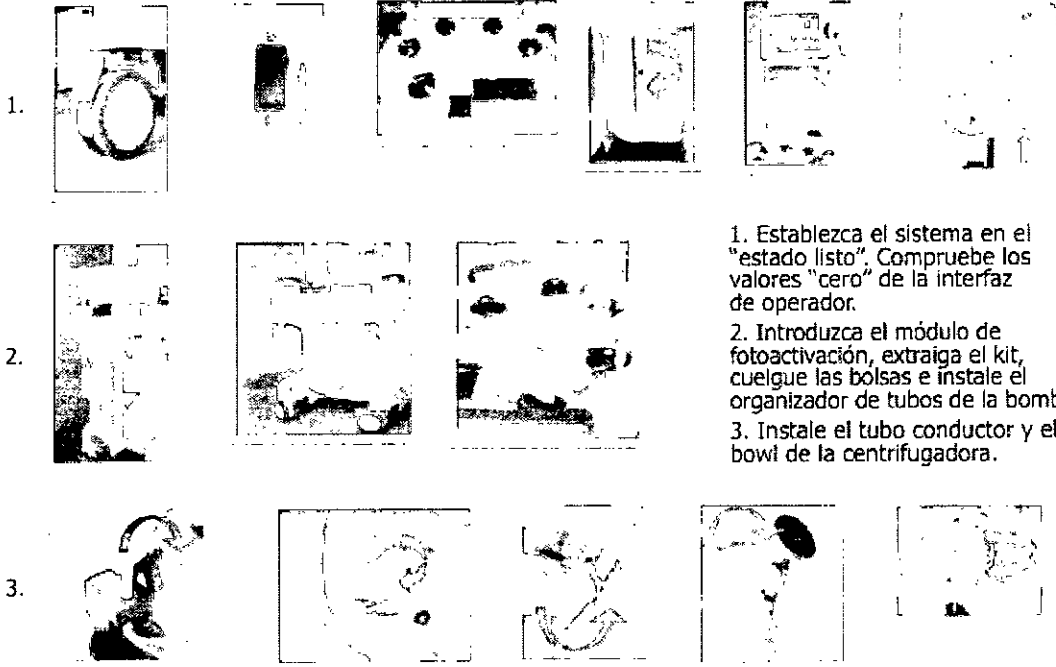 1.
1. Establezca el sistema en el
"estado listo". Compruebe los
valores "cero" de la interfaz
de operador.
2.
2. Introduzca el módulo de
fotoactivación, extraiga el kit,
cuelgue las bolsas e instale el
organizador de tubos de la bomb
3. Instale el tubo conductor y el
bowl de la centrifugadora.
3.